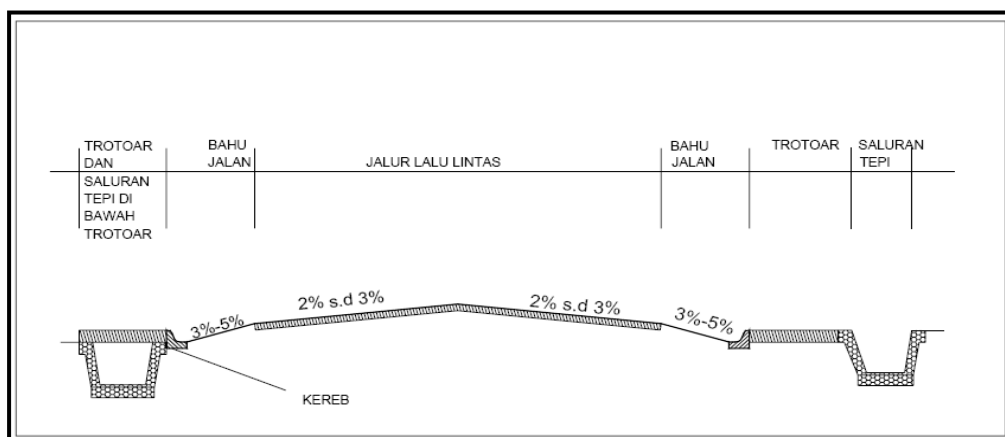 TROTOAR
DAN
SALURAN
TEPI DI
BAWAH
TROTOAR
BAHU
JALAN
JALUR LALU LINTAS
BAHU
JALAN
TROTOAR
SALURAN
TEPI
3%-5%
2% s.d 3%
2% s.d 3%
3%-5%
KEREB